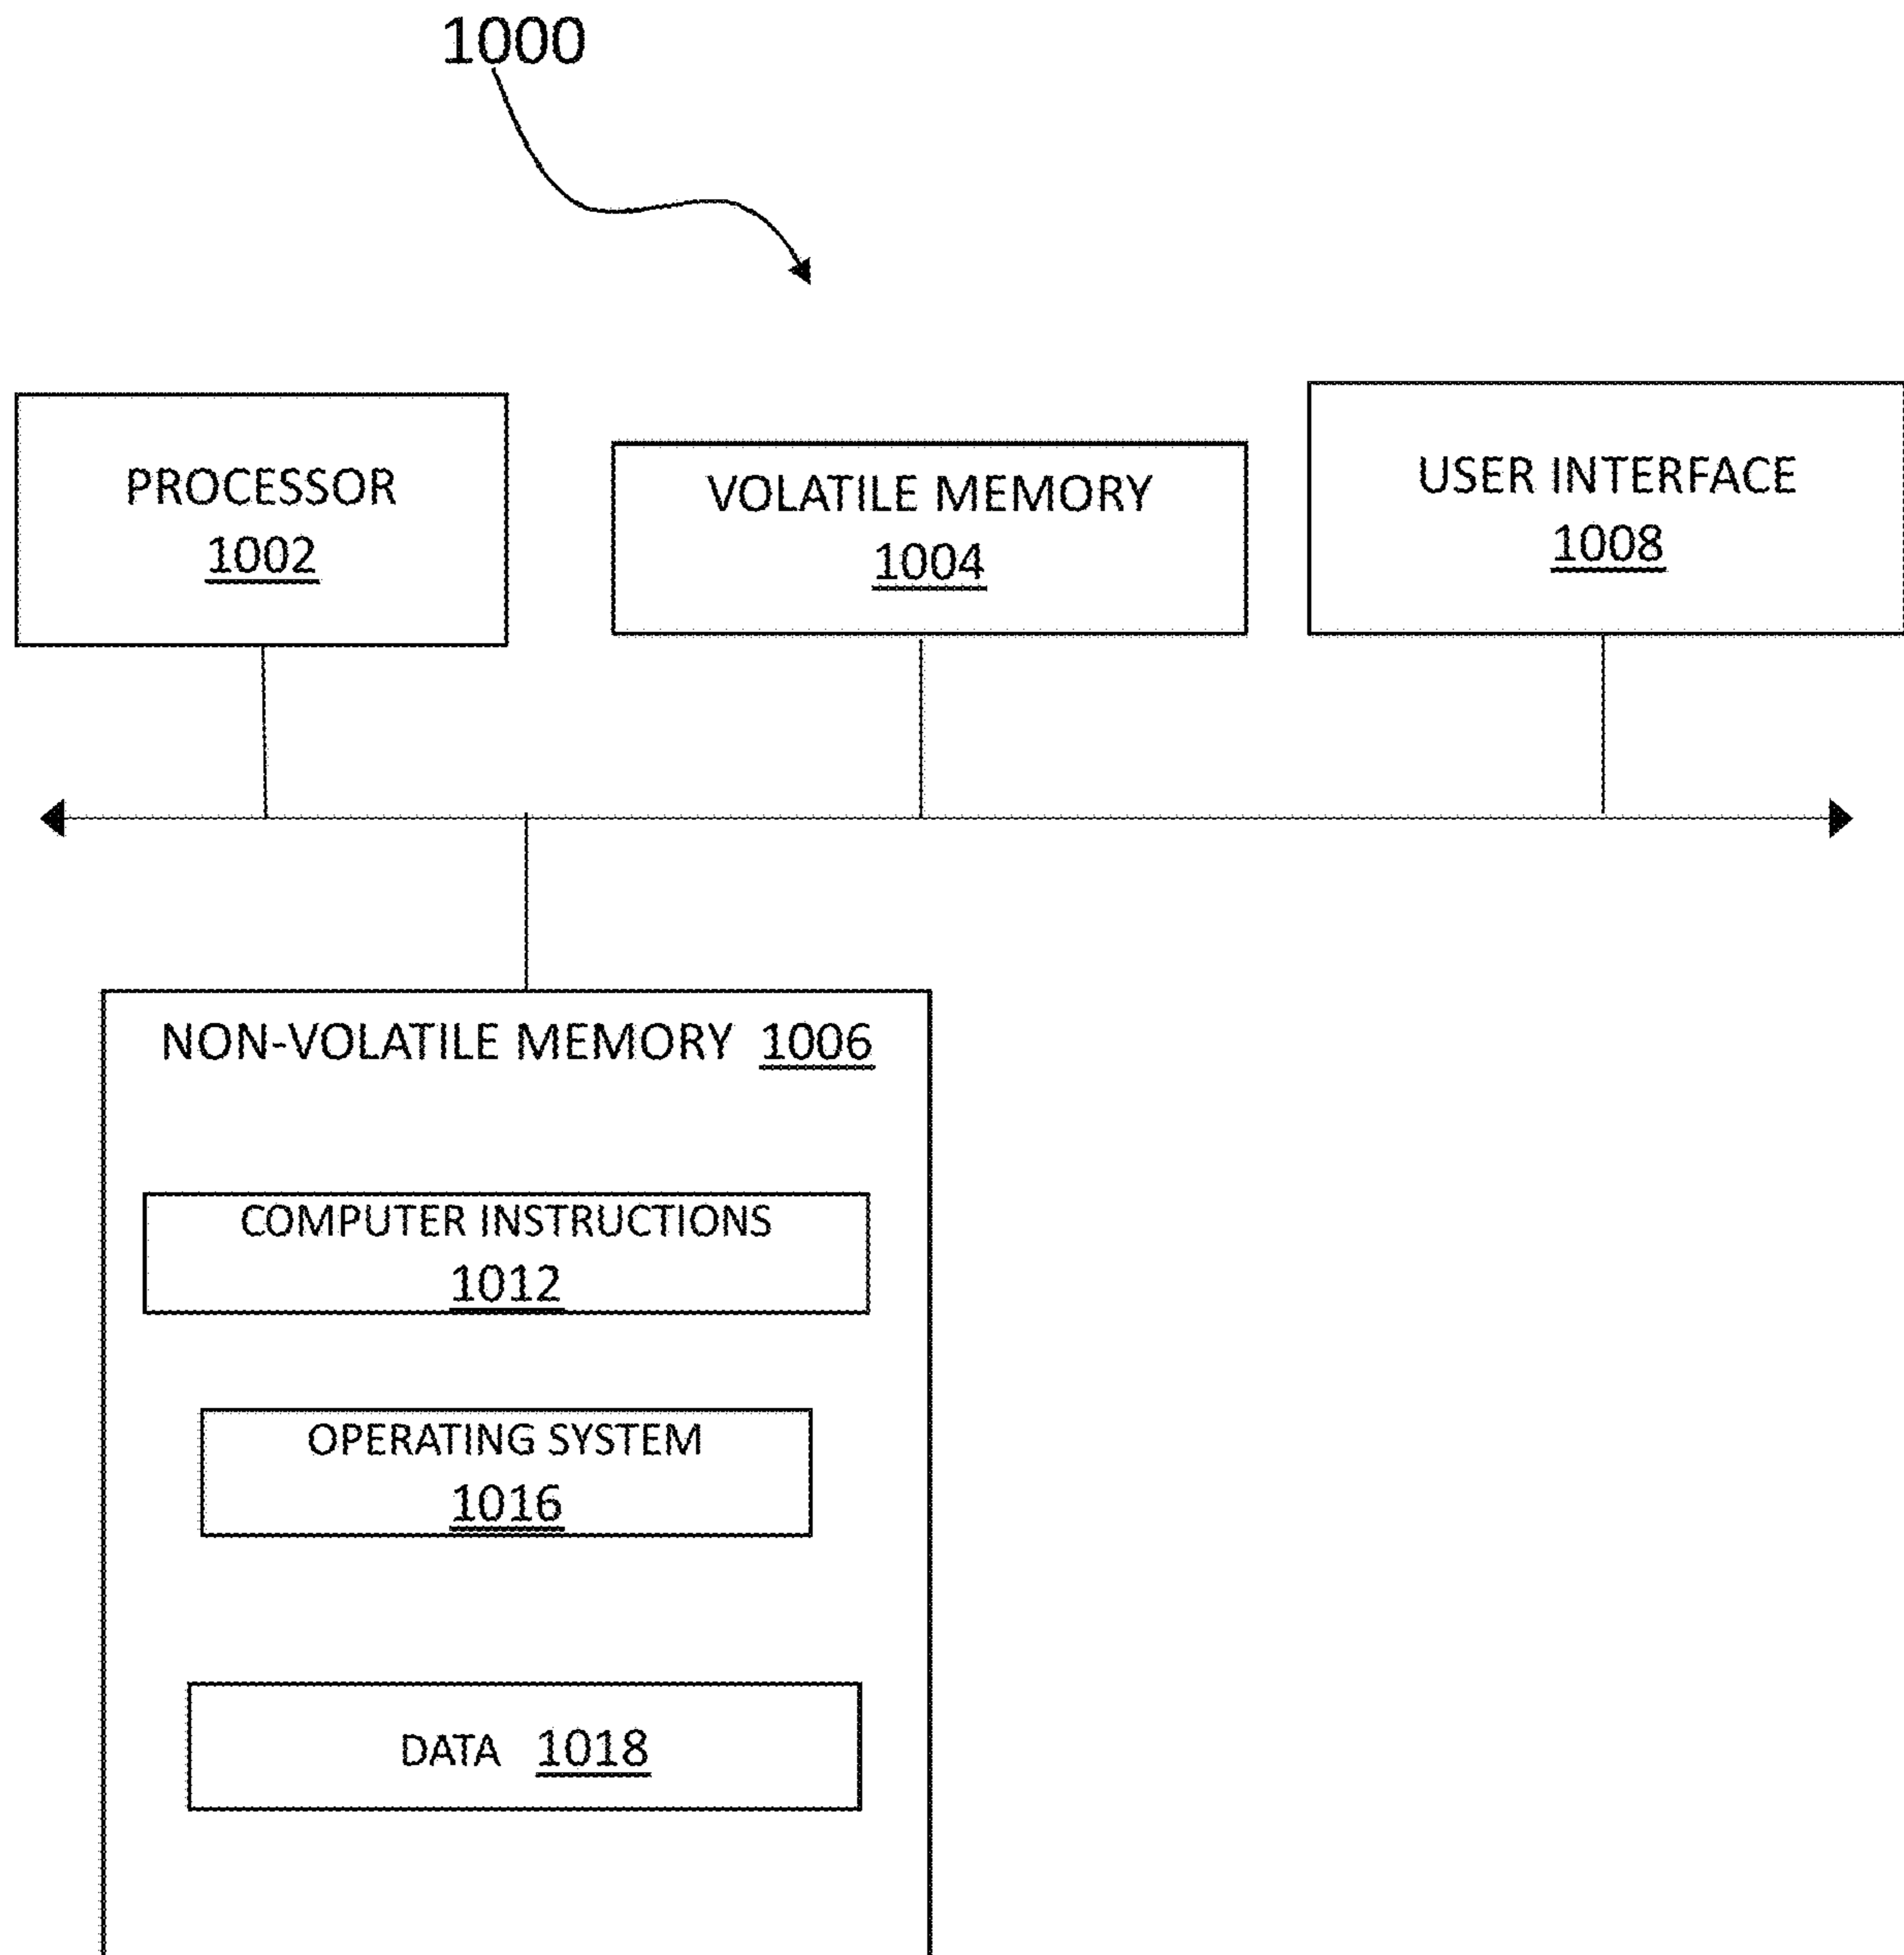 1000
PROCESSOR
1002
VOLATILE MEMORY
1004
USER INTERFACE
1008
NON-VOLATILE MEMORY 1006
COMPUTER INSTRUCTIONS
1012
OPERATING SYSTEM
1016
DATA 1018